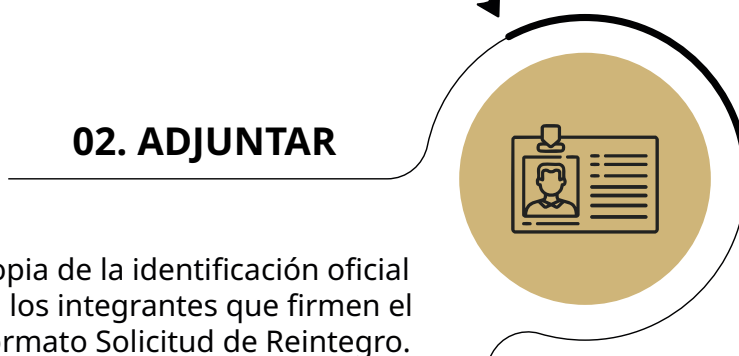 02. ADJUNTAR
opia de la identificación oficial
los integrantes que firmen el
rmato Solicitud de Reintegro.